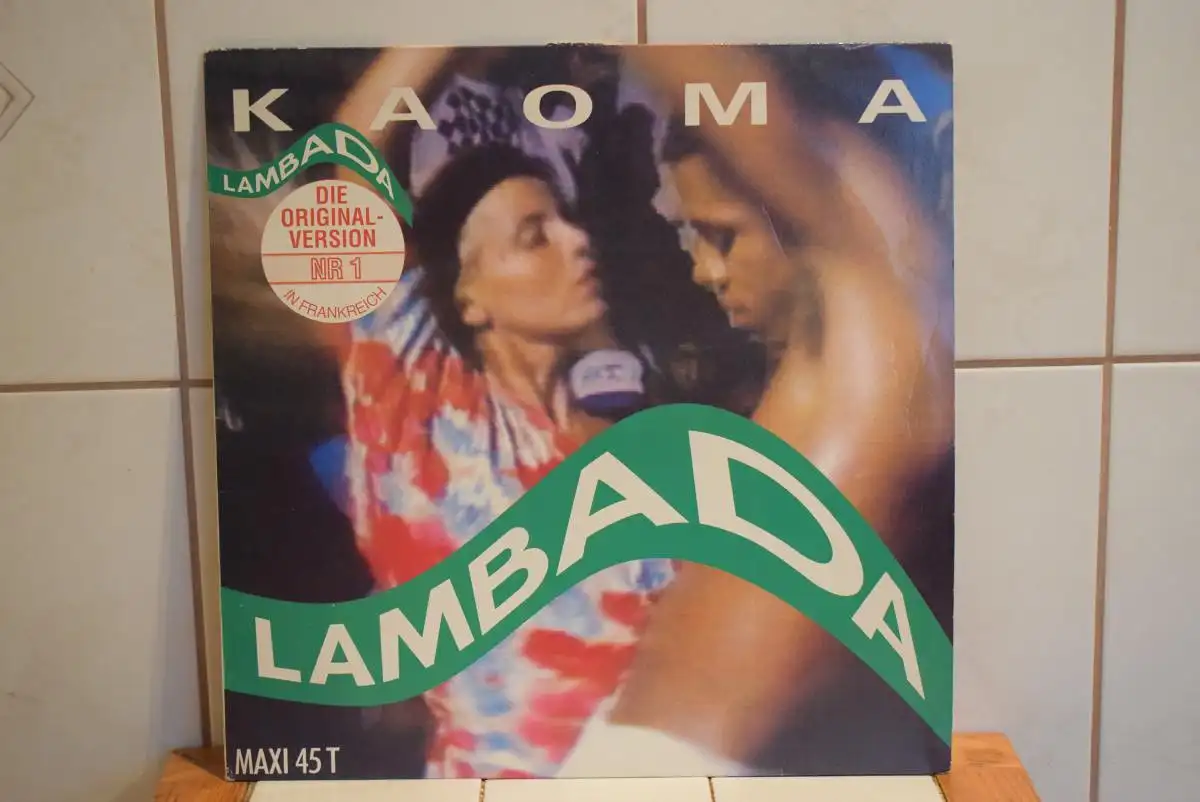 KAOMA
LAMBADA
DIE
ORIGINAL-
VERSION
NR 1
IN FRANKREICH
LAMBADA
MAXI 45 T